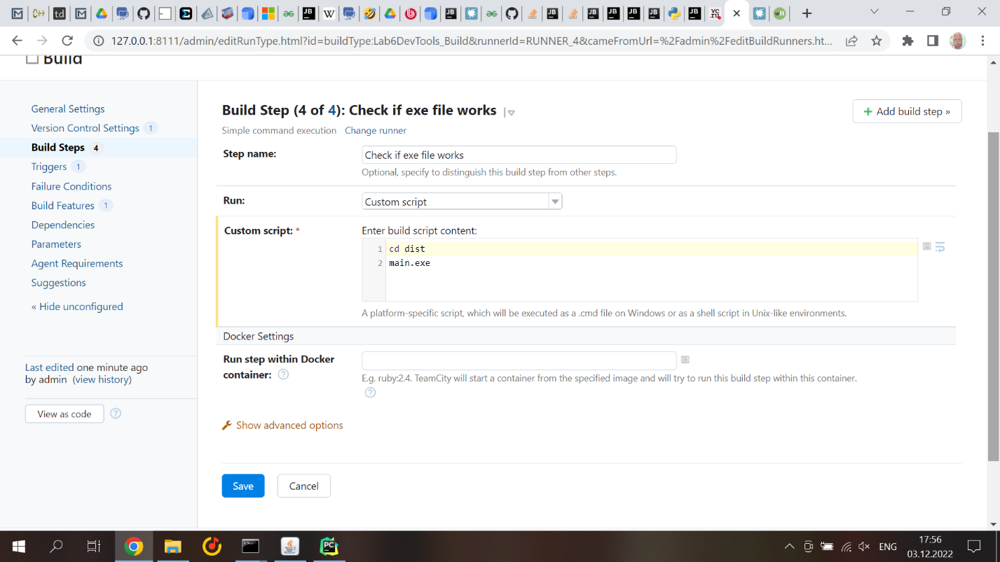 127.0.0.1:8111/admin/editRunType.html?id=buildType:Lab6DevTools_Build&runnerId=RUNNER_4&cameFromUrl=%2Fadmin%2FeditBuildRunners.ht...
Build
General Settings
Version Control Settings 1
Build Steps 4
Triggers 1
Failure Conditions
Build Features 1
Dependencies
Parameters
Agent Requirements
Suggestions
« Hide unconfigured
Last edited one minute ago
by admin (view history)
View as code ?
Build Step (4 of 4): Check if exe file works
+ Add build step »
Simple command execution Change runner
Step name: Check if exe file works
Optional, specify to distinguish this build step from other steps.
Run: Custom script
Custom script: * Enter build script content:
1 cd dist
2 main.exe
A platform-specific script, which will be executed as a .cmd file on Windows or as a shell script in Unix-like environments.
Docker Settings
Run step within Docker
container: ?
E.g. ruby:2.4. TeamCity will start a container from the specified image and will try to run this build step within this container.
?
Show advanced options
Save Cancel
ENG
17:56
03.12.2022